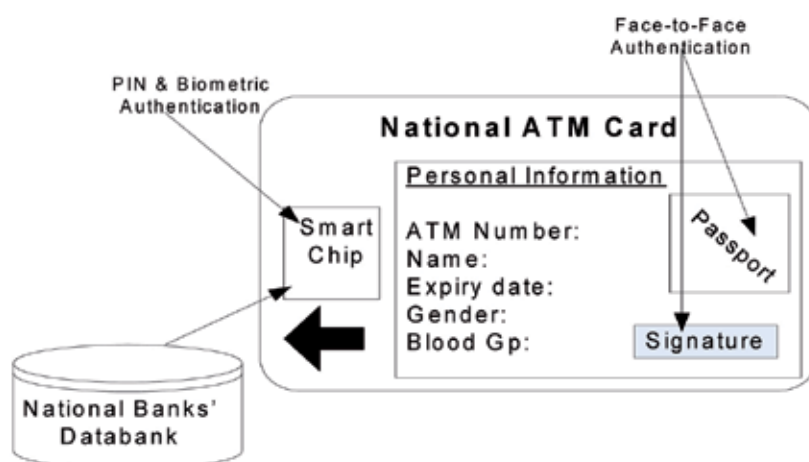 Face-to-Face
Authentication
PIN & Biometric
Authentication
National ATM Card
Personal Information
Smart
Chip
Passport
ATM Number:
Name:
Expiry date:
Gender:
Blood Gp:
Signature
National Banks'
Databank